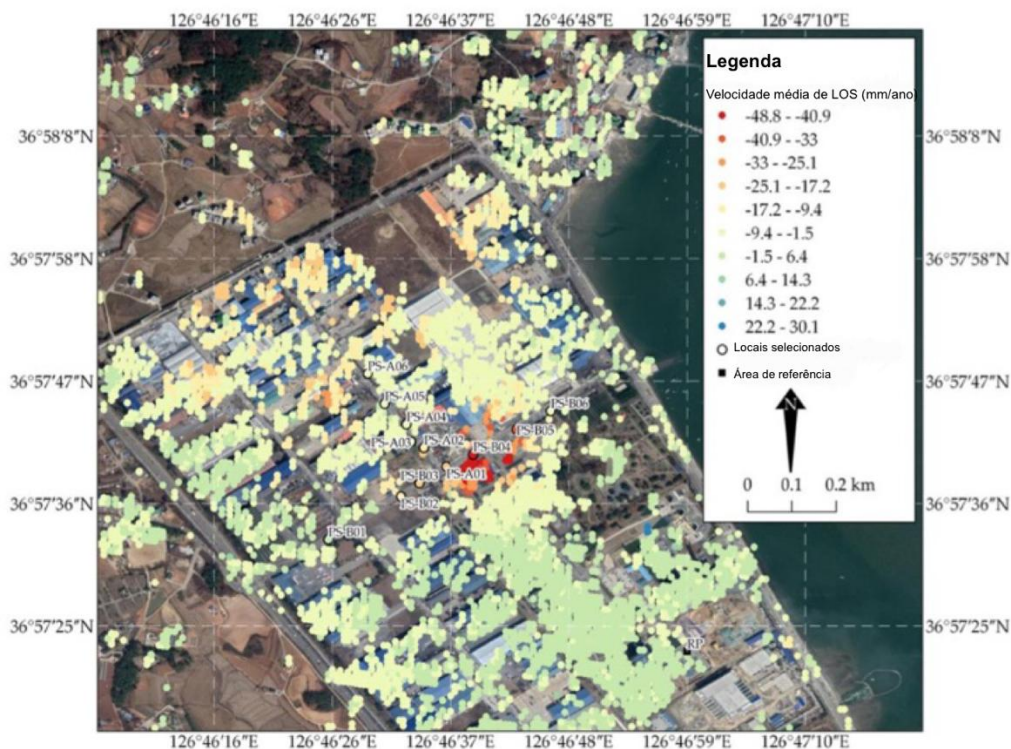 126°46'16"E 126°46'26"E 126°46'37"E 126°46'48"E 126°46'59"E 126°47'10"E
Legenda
Velocidade média de LOS (mm/ano)
-48.8 - -40.9
-40.9 - -33
-33 - -25.1
-25.1 - -17.2
-17.2 - -9.4
-9.4 - -1.5
-1.5 - 6.4
6.4 - 14.3
14.3 - 22.2
22.2 - 30.1
Locais selecionados
Área de referência
N
0 0.1 0.2 km
36°58'8"N 36°58'8"N
36°57'58"N 36°57'58"N
36°57'47"N 36°57'47"N
PS-A06
PS-A05 PS-B06
PS-A04
PS-B05
PS-A03 PS-A02
PS-B04
PS-B03 PS-A01
PS-B02
36°57'36"N 36°57'36"N
PS-B01
36°57'25"N 36°57'25"N
RP
126°46'16"E 126°46'26"E 126°46'37"E 126°46'48"E 126°46'59"E 126°47'10"E